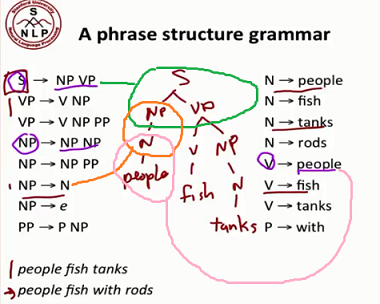 Stanford University
S
NLP
Natural Language Processing
A phrase structure grammar
S → NP VP
VP → V NP
VP → V NP PP
NP → NP NP
NP → NP PP
NP → N
NP → e
PP → P NP
S
NP VP
N V NP
people fish N
tanks
N → people
N → fish
N → tanks
N → rods
V → people
V → fish
V → tanks
P → with
people fish tanks
people fish with rods